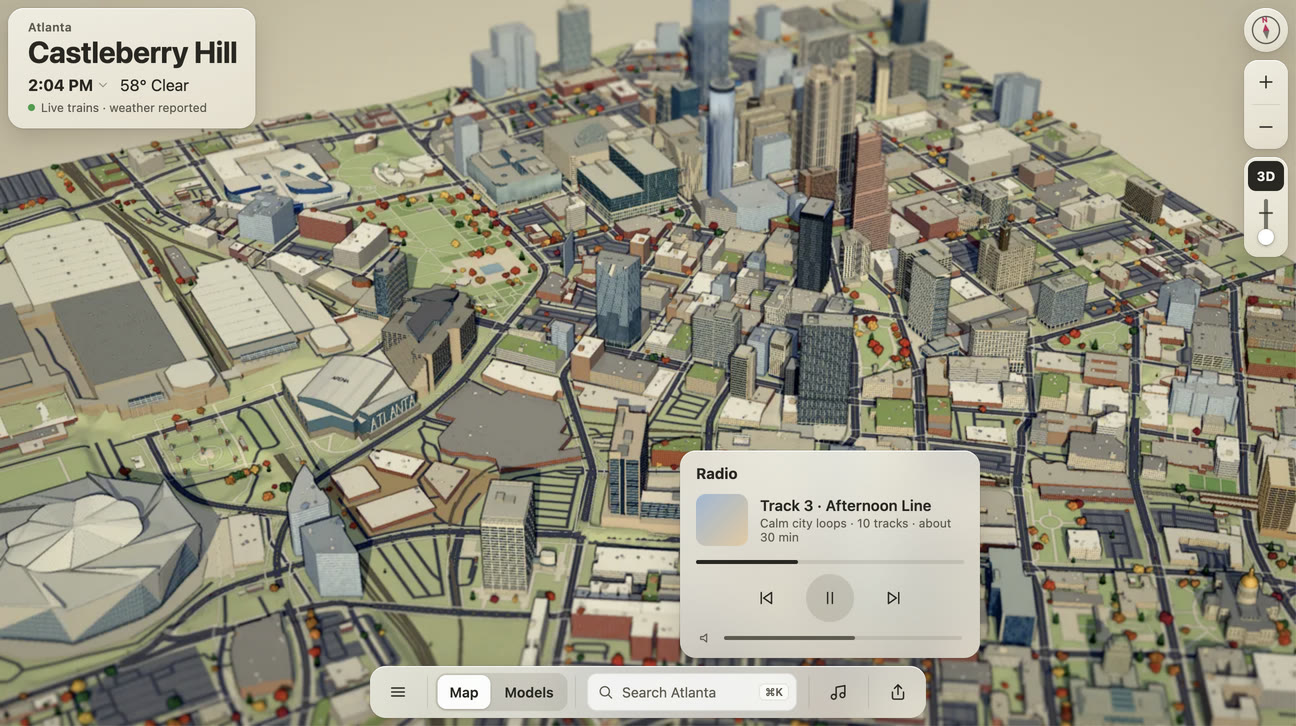 Atlanta
Castleberry Hill
2:04 PM 58° Clear
Live trains · weather reported
N
3D
ARENA
ATLANTA
Radio
Track 3 · Afternoon Line
Calm city loops · 10 tracks · about
30 min
Map Models Search Atlanta ⌘K